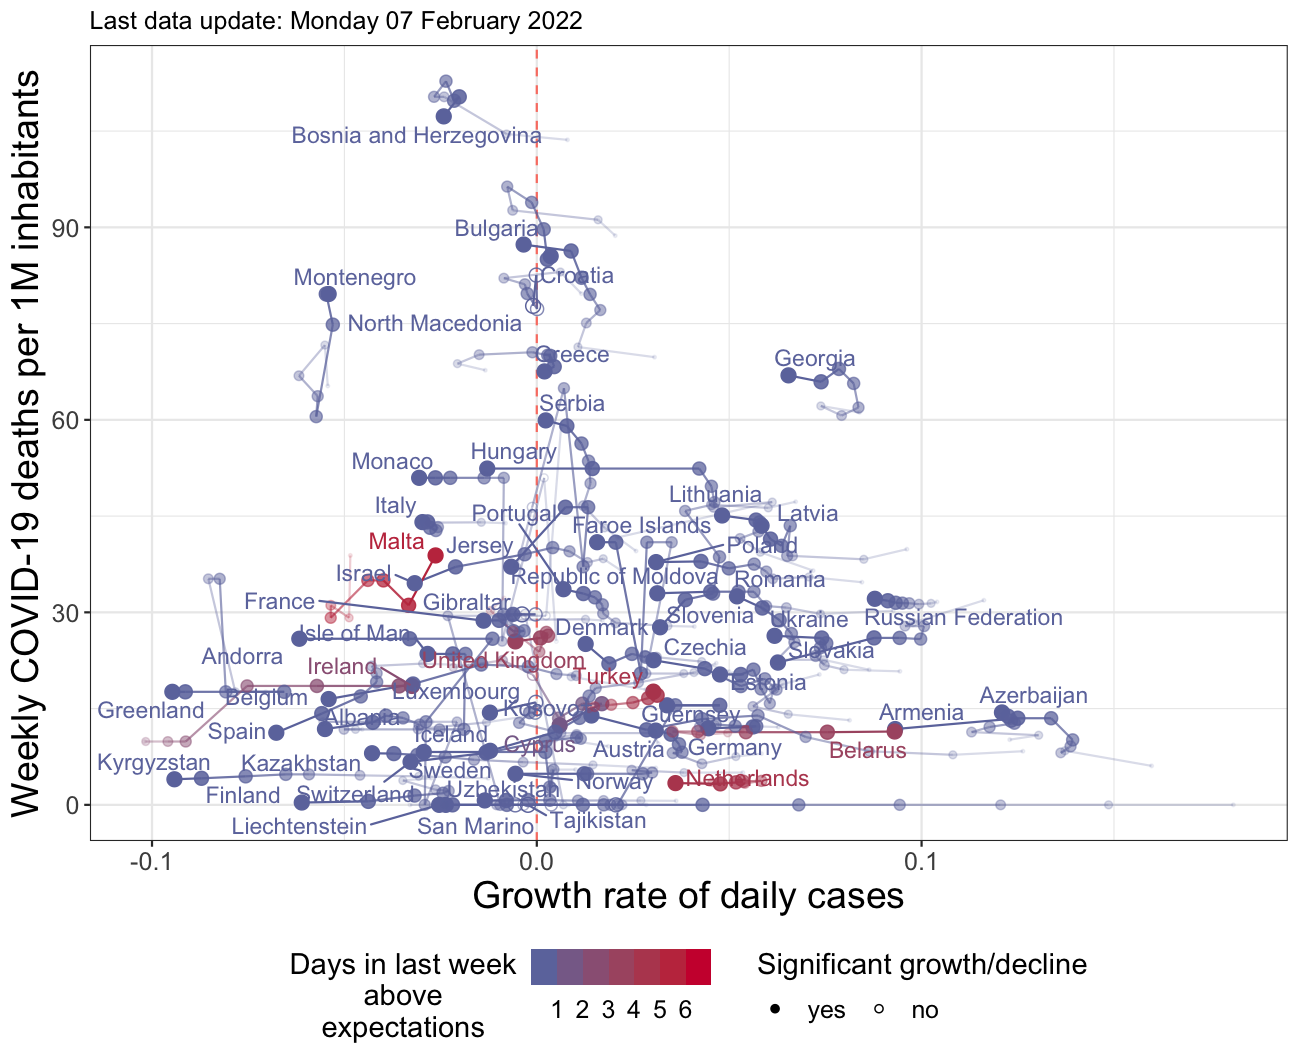 Last data update: Monday 07 February 2022
Weekly COVID-19 deaths per 1M inhabitants
90
60
30
0
Bosnia and Herzegovina
Bulgaria
Croatia
Montenegro
North Macedonia
Greece
Georgia
Serbia
Hungary
Monaco
Lithuania
Italy
Portugal
Latvia
Faroe Islands
Malta
Jersey
Poland
Israel
Republic of Moldova
Romania
France
Gibraltar
Slovenia
Ukraine
Russian Federation
Isle of Man
Denmark
Czechia
Slovakia
Andorra
Ireland
United Kingdom
Turkey
Estonia
Belgium
Luxembourg
Azerbaijan
Greenland
Kosovo
Guernsey
Armenia
Spain
Albania
Iceland
Cyprus
Austria
Germany
Belarus
Kyrgyzstan
Kazakhstan
Sweden
Norway
Netherlands
Finland
Switzerland
Uzbekistan
Liechtenstein
San Marino
Tajikistan
-0.1
0.0
0.1
Growth rate of daily cases
Days in last week
above
expectations
1 2 3 4 5 6
Significant growth/decline
yes
no